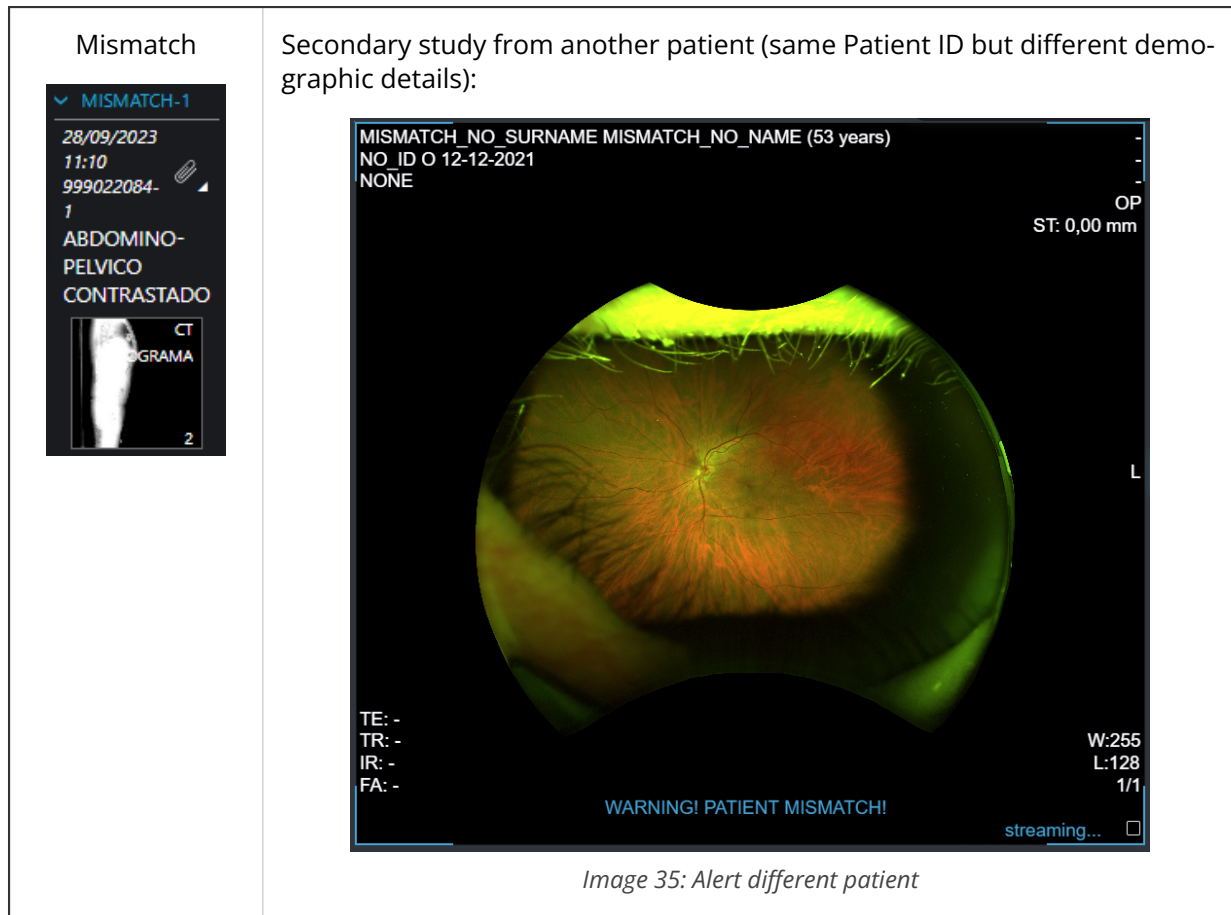 Mismatch
MISMATCH-1
28/09/2023
11:10
999022084-
1
ABDOMINO-
PELVICO
CONTRASTADO
CT
OGRAMA
2
Secondary study from another patient (same Patient ID but different demo-
graphic details):
MISMATCH_NO_SURNAME MISMATCH_NO_NAME (53 years)
-
NO_ID O 12-12-2021
-
NONE
-
OP
ST: 0,00 mm
L
TE: -
TR: -
IR: -
FA: -
W:255
L:128
1/1
WARNING! PATIENT MISMATCH!
streaming...
Image 35: Alert different patient